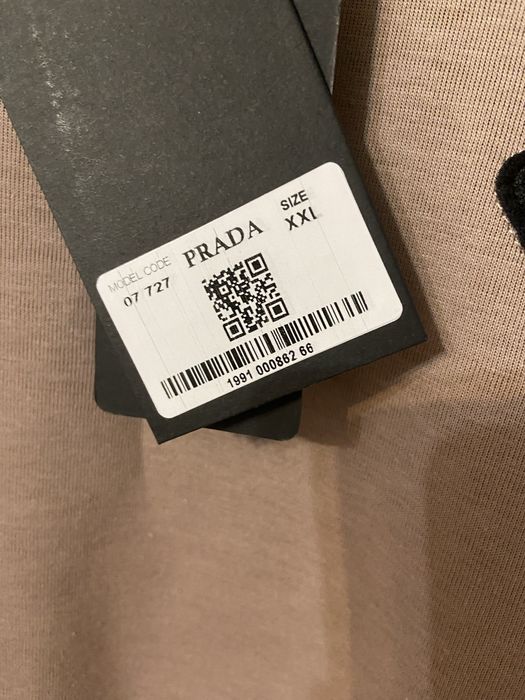 MODEL CODE
07 727
PRADA
SIZE
XXL
1991 000862 66